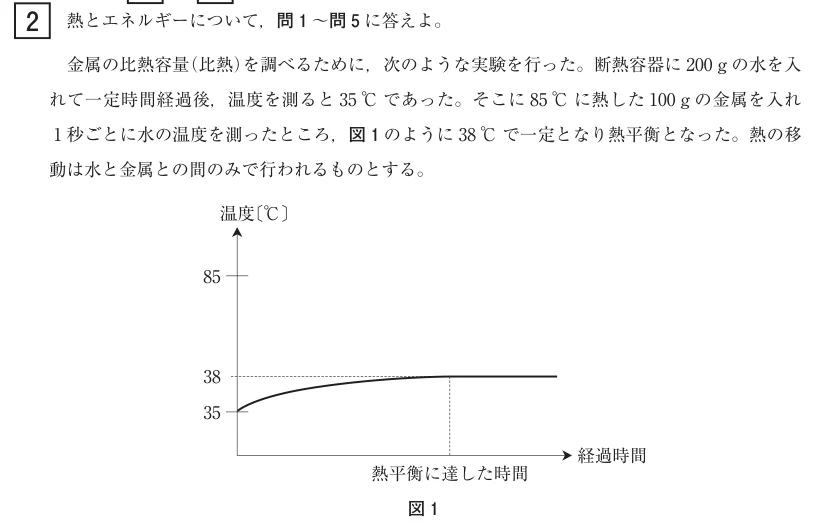 2 熱とエネルギーについて，問1～問5に答えよ。
金属の比熱容量(比熱)を調べるために，次のような実験を行った。断熱容器に200gの水を入
れて一定時間経過後，温度を測ると35℃であった。そこに85℃に熱した100gの金属を入れ
1秒ごとに水の温度を測ったところ，図1のように38℃で一定となり熱平衡となった。熱の移
動は水と金属との間のみで行われるものとする。
温度〔℃〕
85
38
35
経過時間
熱平衡に達した時間
図1